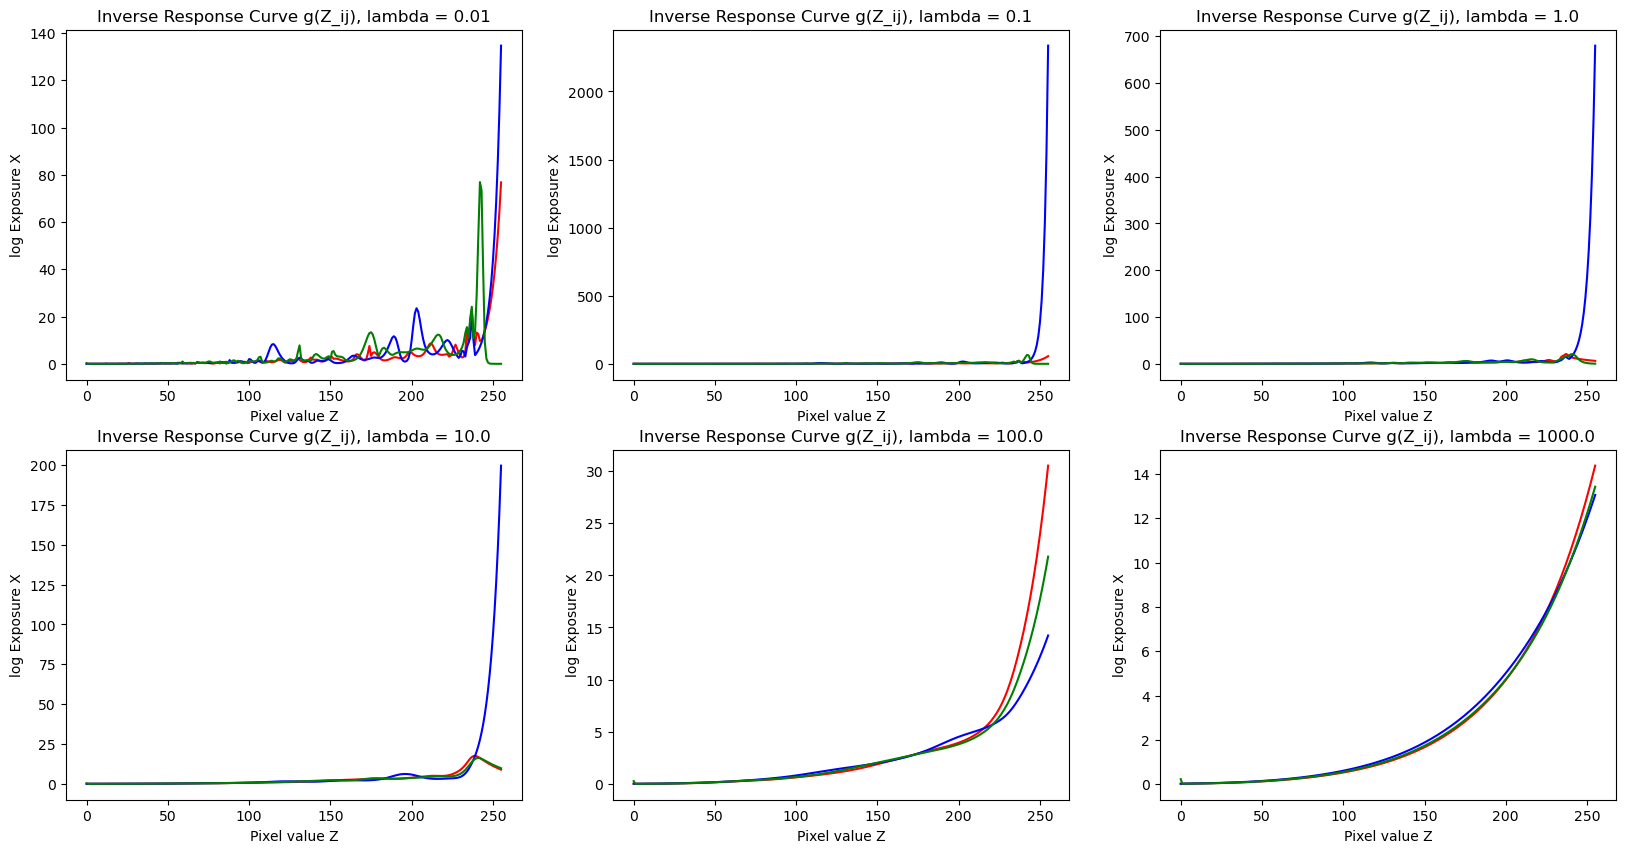 Inverse Response Curve g(Z_ij), lambda = 0.01
140
120
100
80
60
40
20
0
log Exposure X
0 50 100 150 200 250
Pixel value Z
Inverse Response Curve g(Z_ij), lambda = 0.1
2000
1500
1000
500
0
log Exposure X
0 50 100 150 200 250
Pixel value Z
Inverse Response Curve g(Z_ij), lambda = 1.0
700
600
500
400
300
200
100
0
log Exposure X
0 50 100 150 200 250
Pixel value Z
Inverse Response Curve g(Z_ij), lambda = 10.0
200
175
150
125
100
75
50
25
0
log Exposure X
0 50 100 150 200 250
Pixel value Z
Inverse Response Curve g(Z_ij), lambda = 100.0
30
25
20
15
10
5
0
log Exposure X
0 50 100 150 200 250
Pixel value Z
Inverse Response Curve g(Z_ij), lambda = 1000.0
14
12
10
8
6
4
2
0
log Exposure X
0 50 100 150 200 250
Pixel value Z